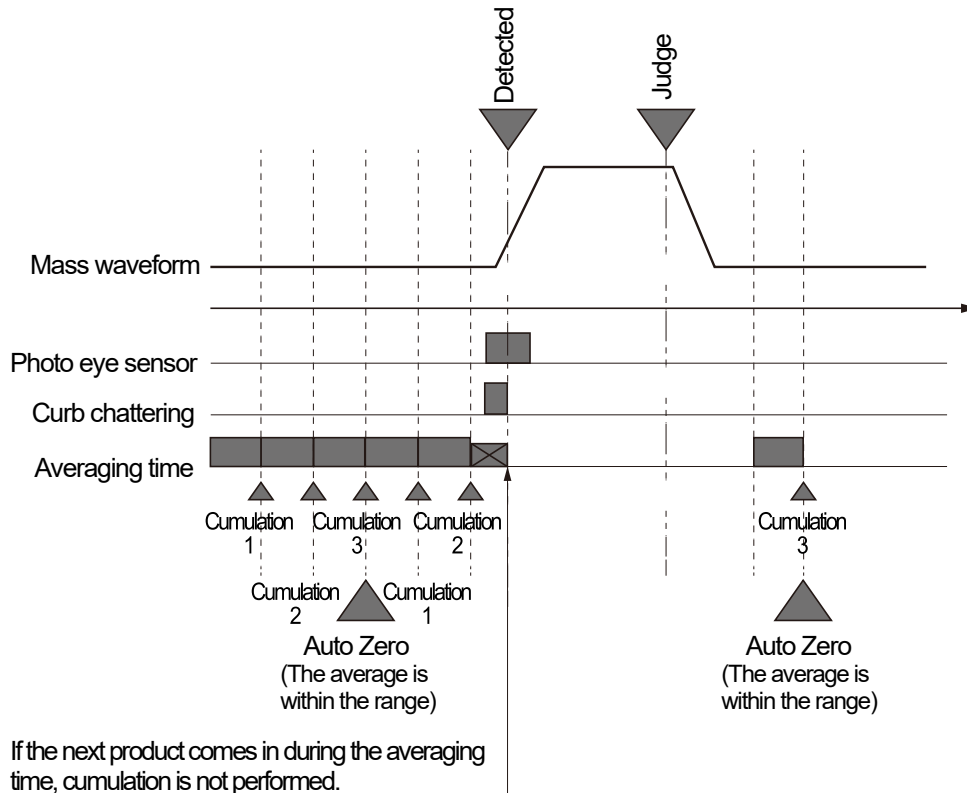 Detected
Judge
Mass waveform
Photo eye sensor
Curb chattering
Averaging time
Cumulation
1
Cumulation
3
Cumulation
2
Cumulation
3
Cumulation
2
Cumulation
1
Auto Zero
(The average is
within the range)
Auto Zero
(The average is
within the range)
If the next product comes in during the averaging
time, cumulation is not performed.